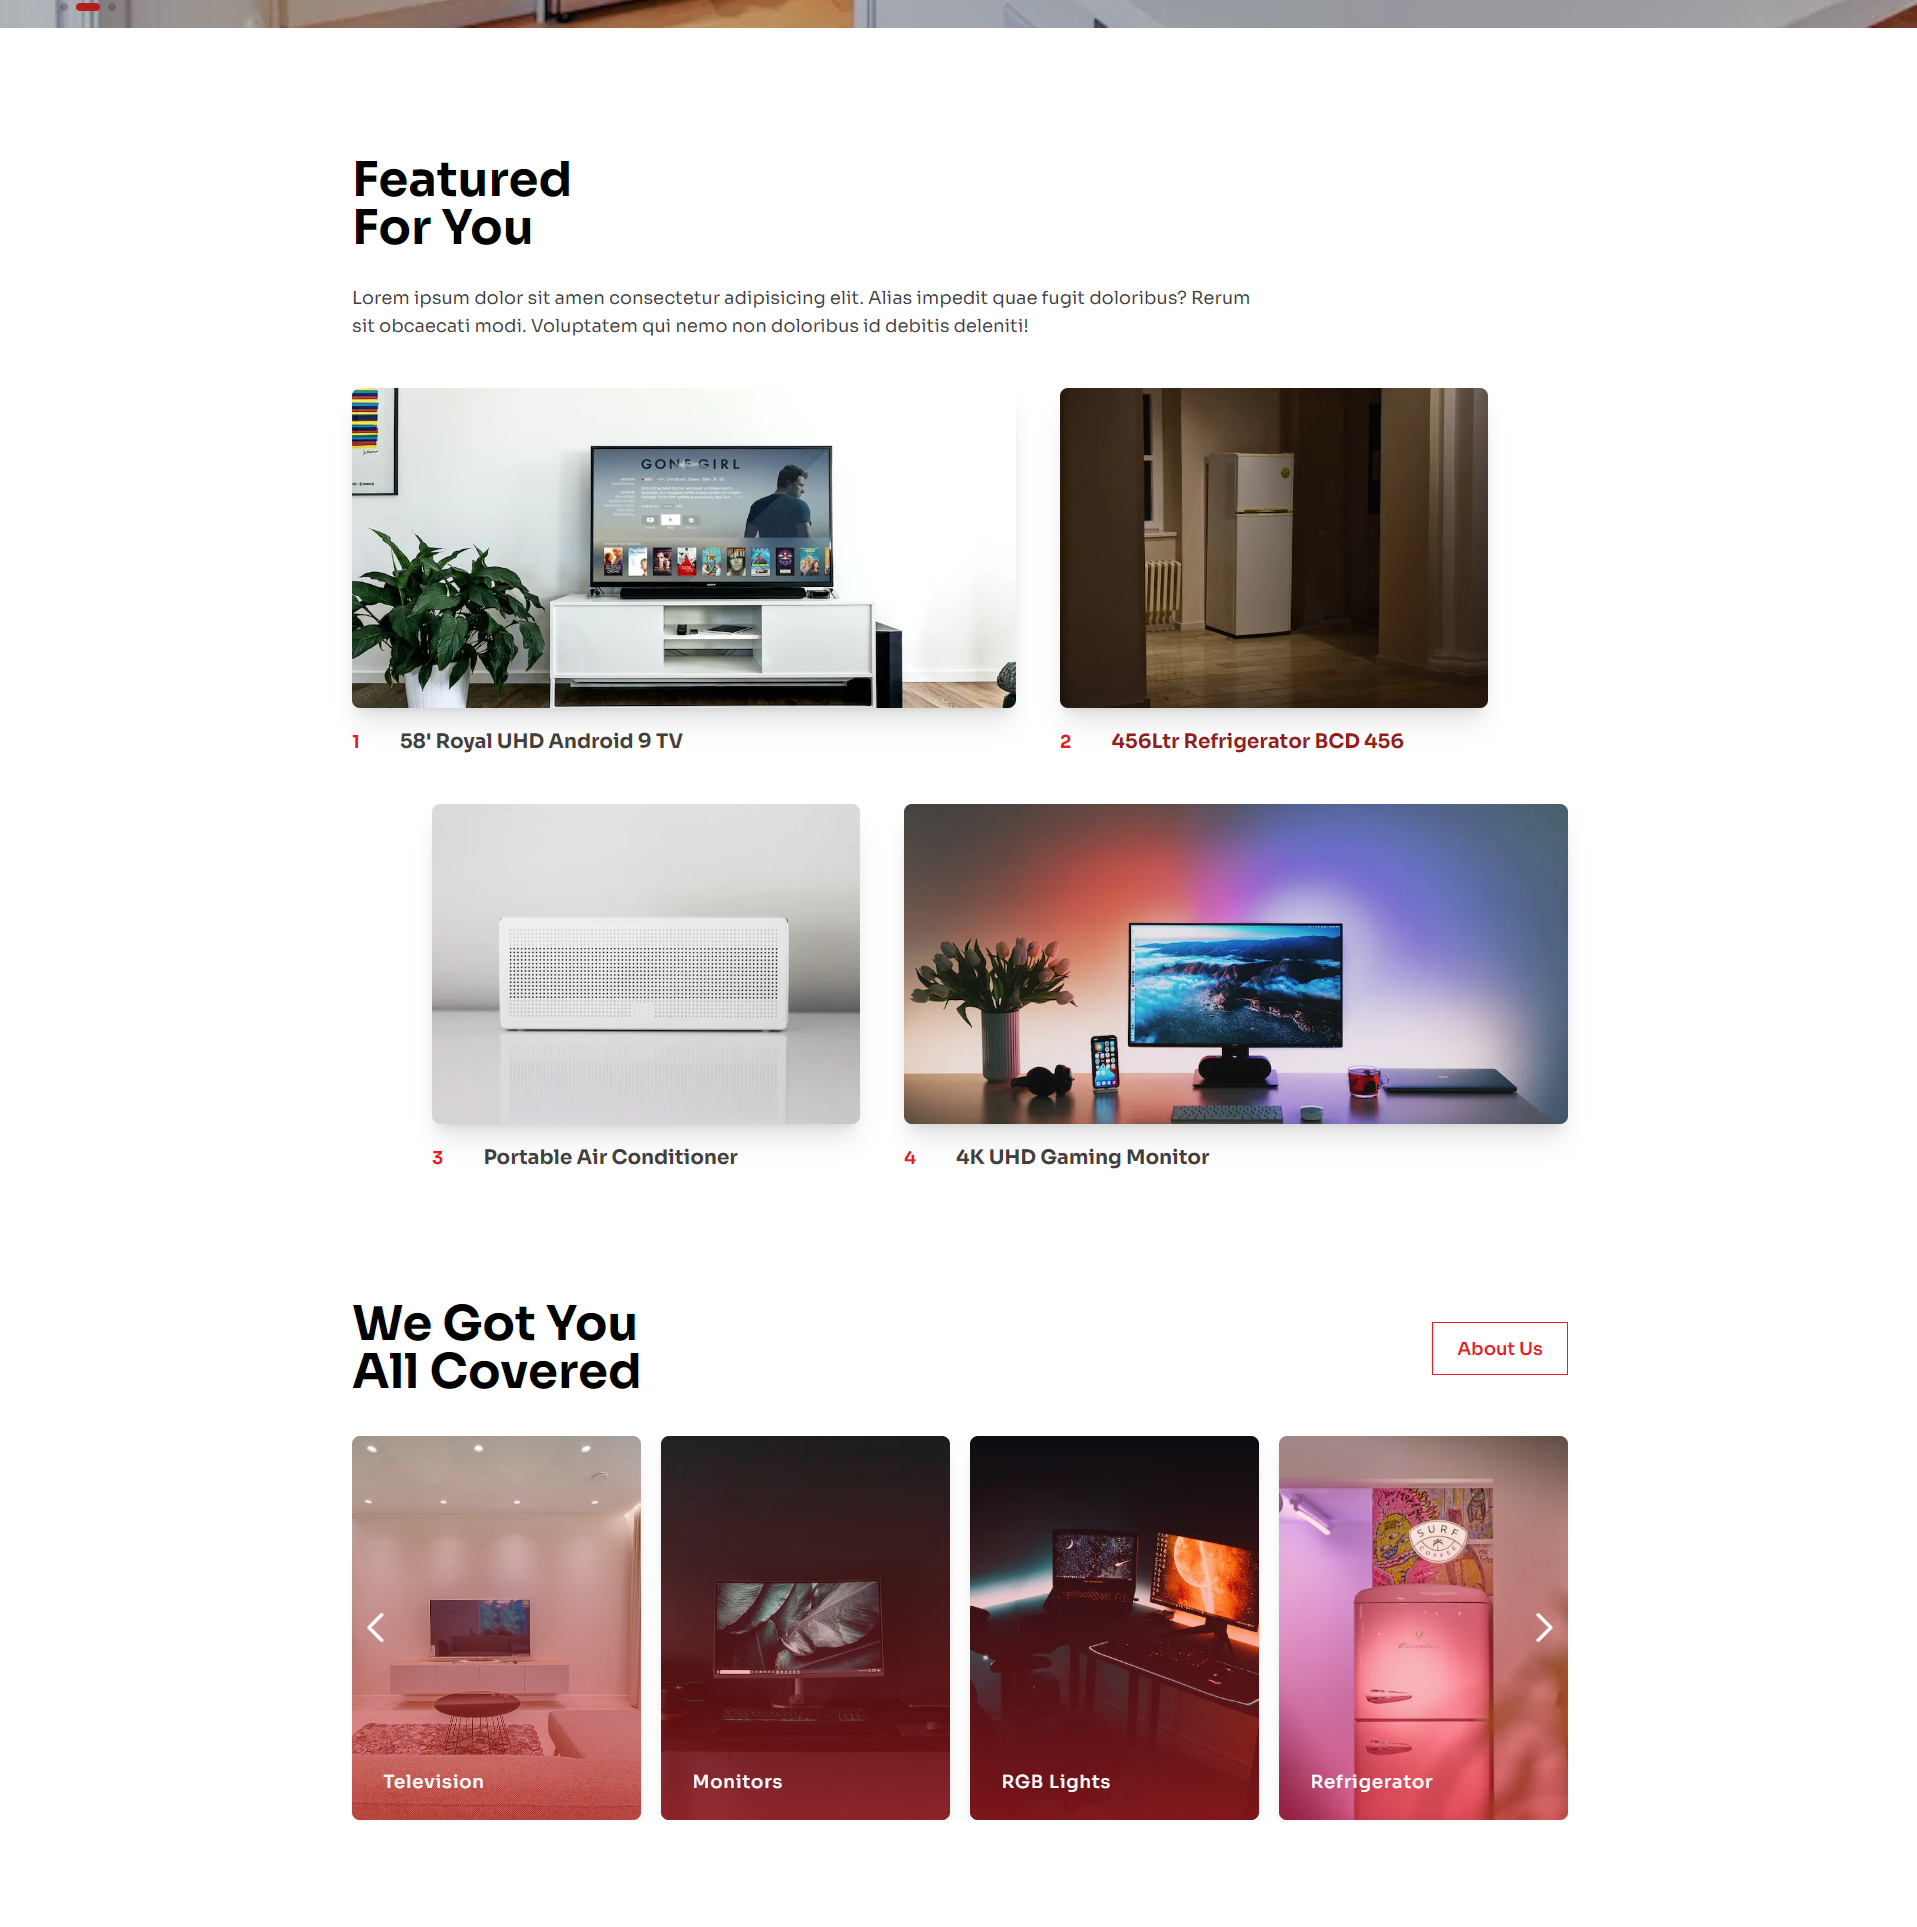 Featured
For You
Lorem ipsum dolor sit amen consectetur adipisicing elit. Alias impedit quae fugit doloribus? Rerum
sit obcaecati modi. Voluptatem qui nemo non doloribus id debitis deleniti!
GONE GIRL
1 58' Royal UHD Android 9 TV
2 456Ltr Refrigerator BCD 456
3 Portable Air Conditioner
4 4K UHD Gaming Monitor
We Got You
All Covered
About Us
SURF
COFFEE
Television
Monitors
RGB Lights
Refrigerator